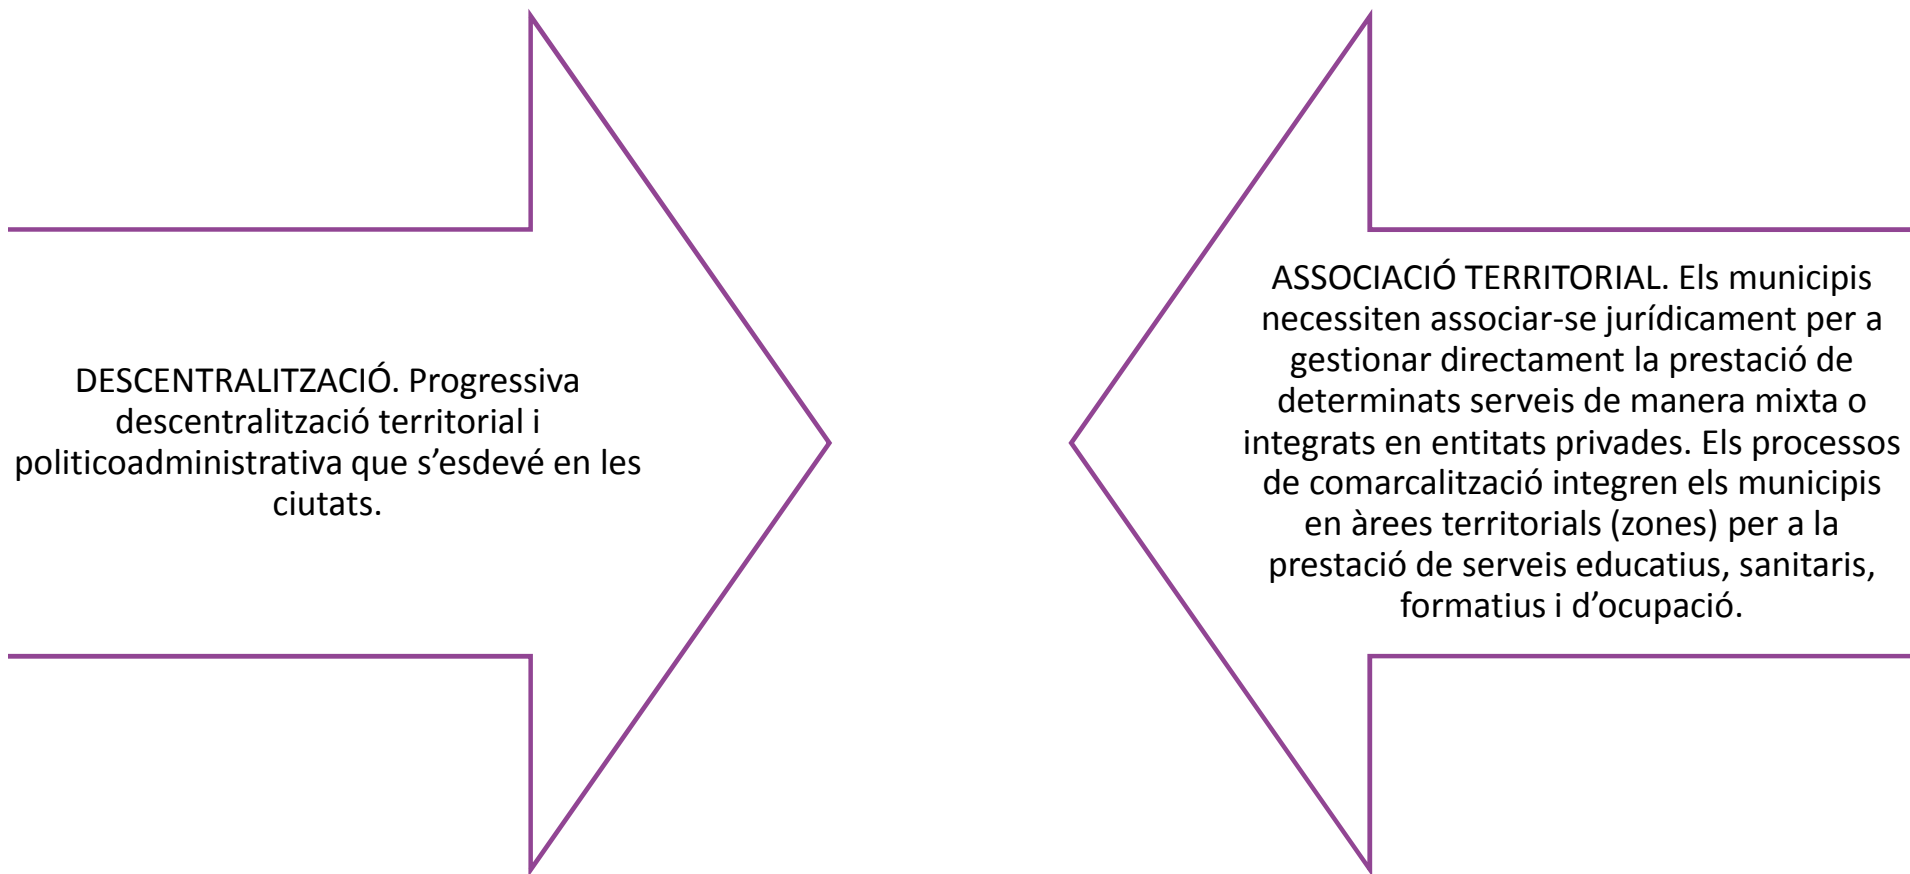 DESCENTRALITZACIÓ. Progressiva
descentralització territorial i
politicoadministrativa que s’esdevé en les
ciutats.
ASSOCIACIÓ TERRITORIAL. Els municipis
necessiten associar-se jurídicament per a
gestionar directament la prestació de
determinats serveis de manera mixta o
integrats en entitats privades. Els processos
de comarcalització integren els municipis
en àrees territorials (zones) per a la
prestació de serveis educatius, sanitaris,
formatius i d’ocupació.